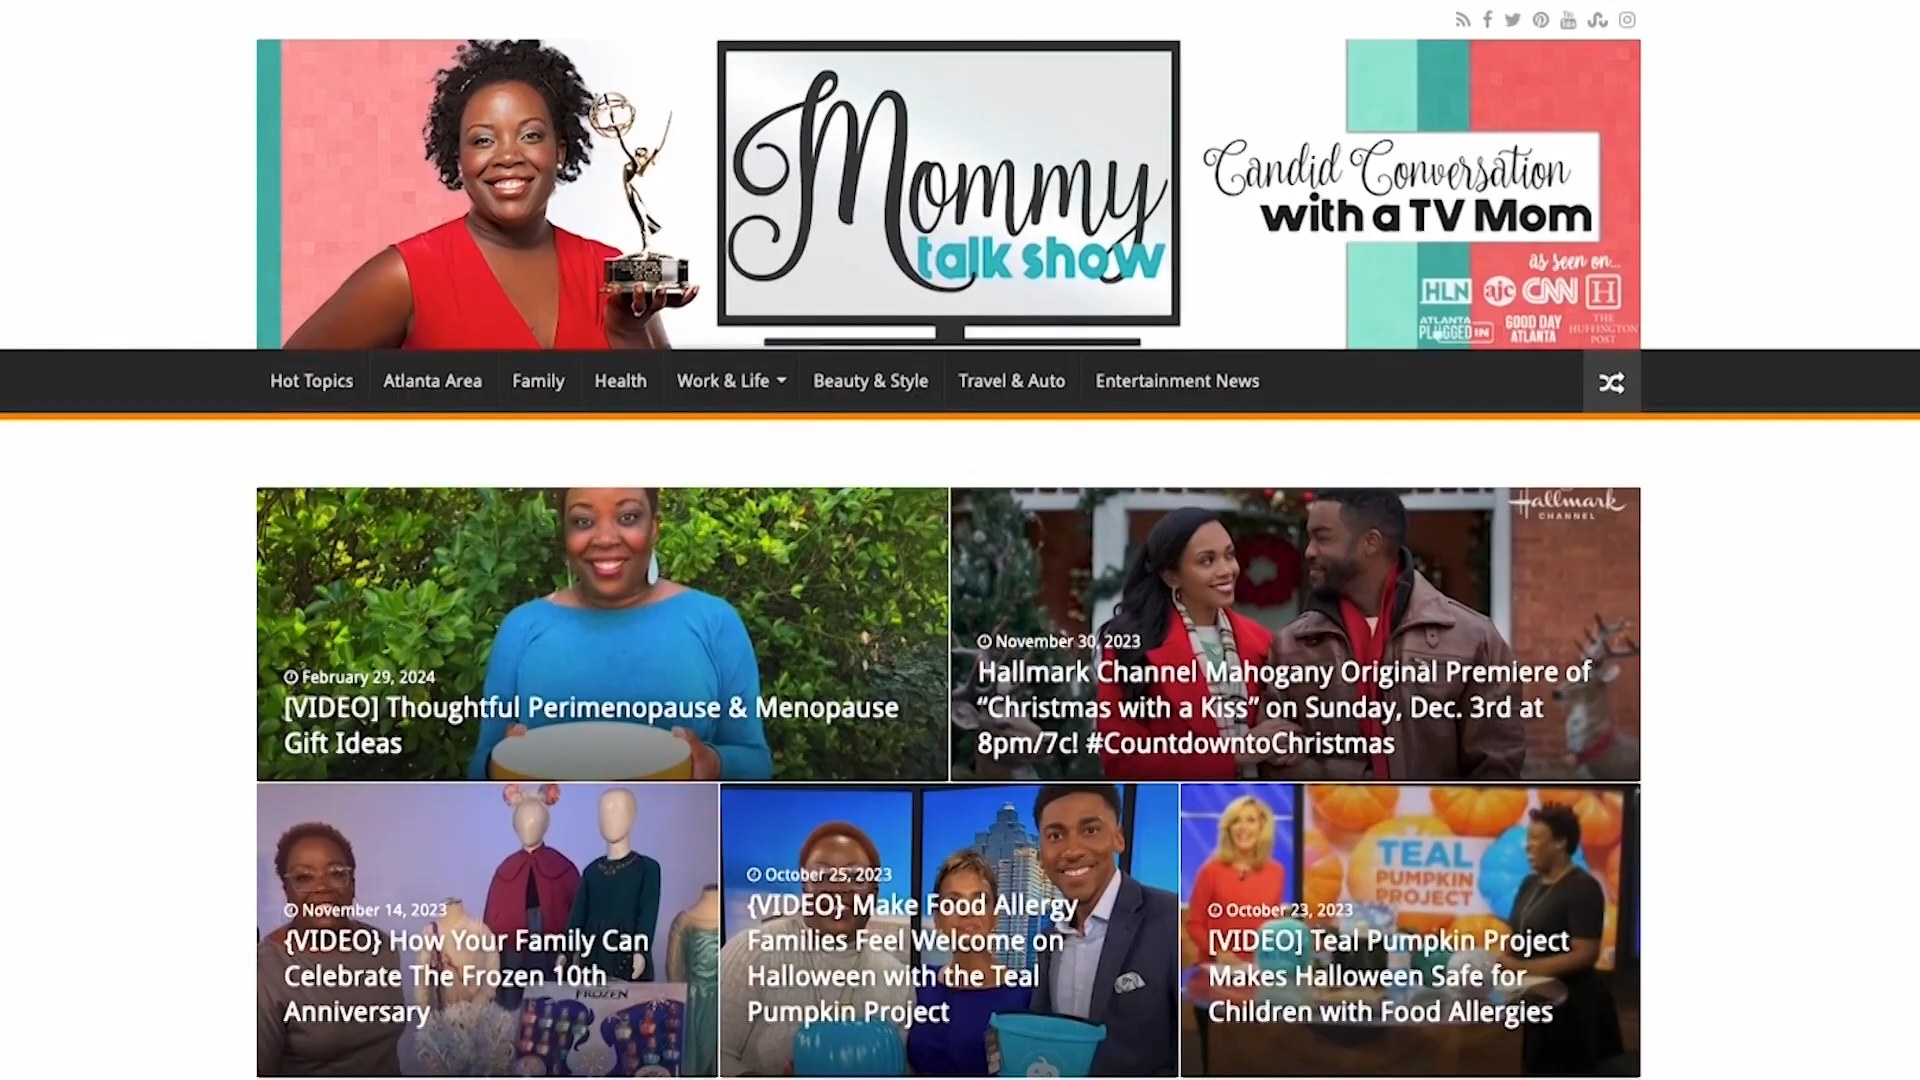 Mommy
talk show
Candid Conversation
with a TV Mom
as seen on...
HLN ajc CNN H
ATLANTA PLUGGED IN
GOOD DAY ATLANTA
THE HUFFINGTON POST
Hot Topics Atlanta Area Family Health Work & Life Beauty & Style Travel & Auto Entertainment News
Hallmark
CHANNEL
February 29, 2024
[VIDEO] Thoughtful Perimenopause & Menopause
Gift Ideas
November 30, 2023
Hallmark Channel Mahogany Original Premiere of
“Christmas with a Kiss” on Sunday, Dec. 3rd at
8pm/7c! #CountdowntoChristmas
November 14, 2023
{VIDEO} How Your Family Can
Celebrate The Frozen 10th
Anniversary
FROZEN
October 25, 2023
{VIDEO} Make Food Allergy
Families Feel Welcome on
Halloween with the Teal
Pumpkin Project
TEAL
PUMPKIN
PROJECT
October 23, 2023
[VIDEO] Teal Pumpkin Project
Makes Halloween Safe for
Children with Food Allergies